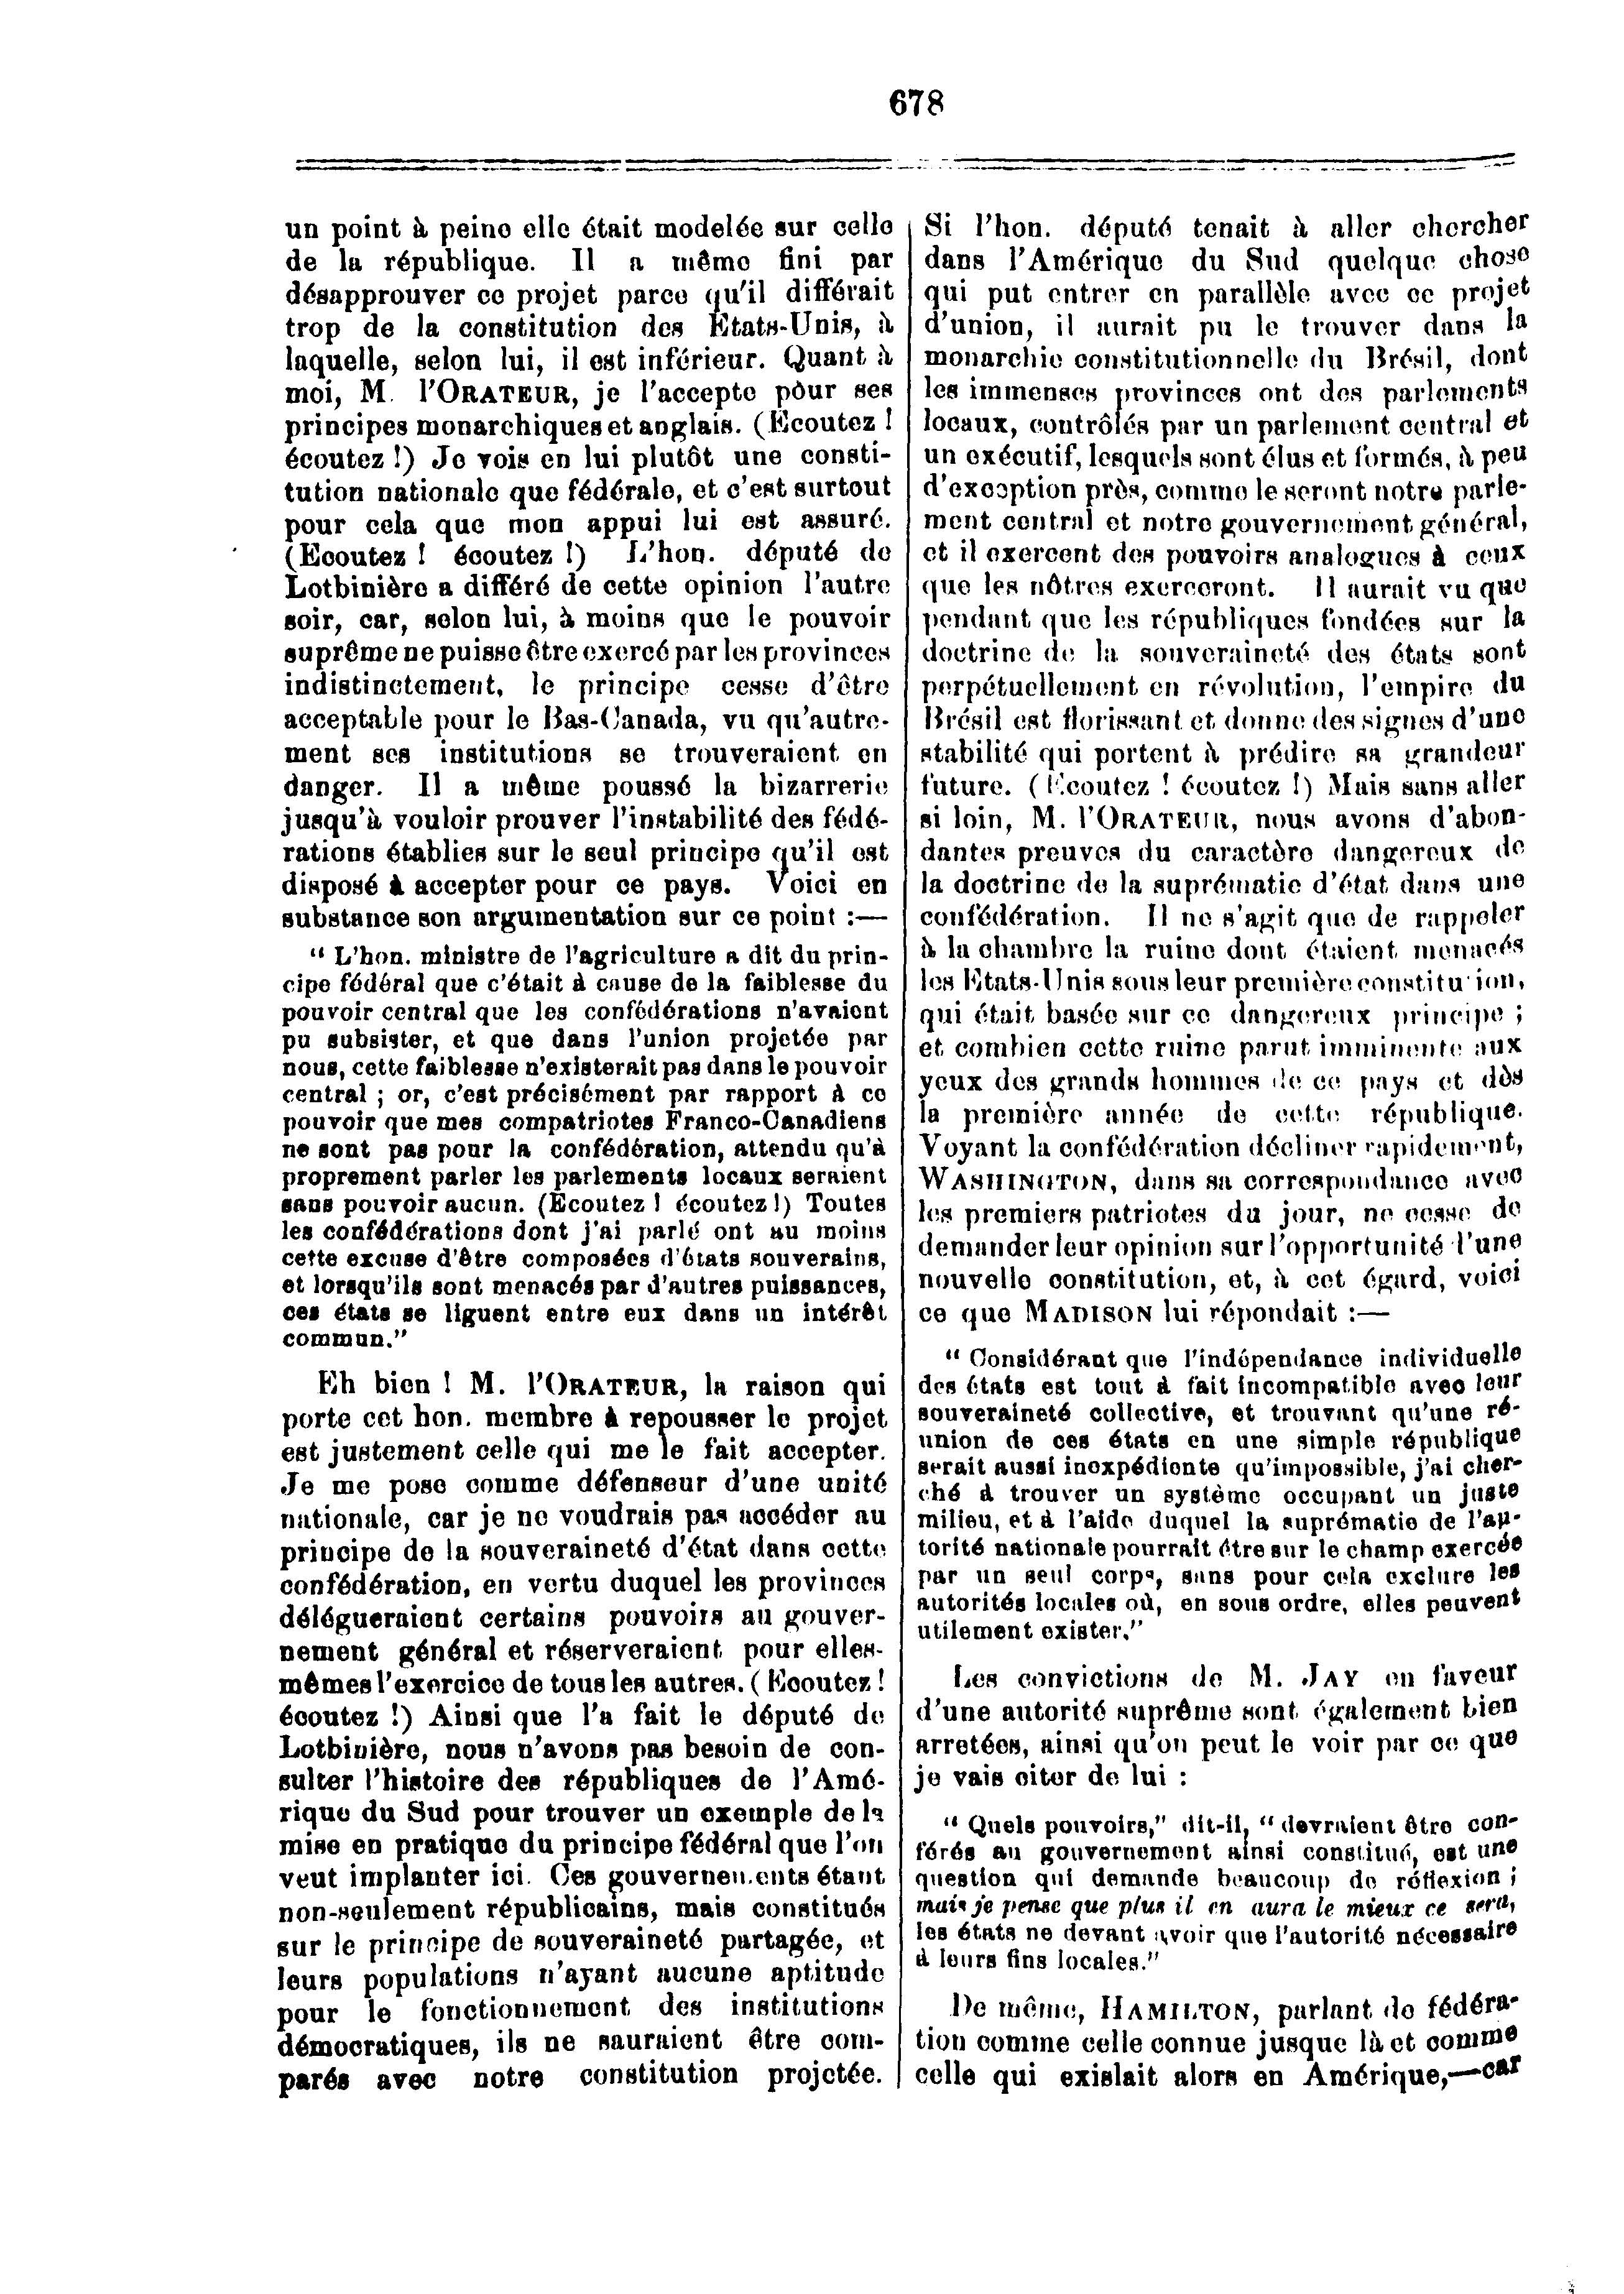 678
un point à peine elle était modelée sur celle
de la république. Il a même fini par
désapprouver ce projet parce qu'il différait
trop de la constitution des Etats-Unis, à
laquelle, selon lui, il est inférieur. Quant à
moi, M. l'ORATEUR, je l'accepte pour ses
principes monarchiques et anglais. (Ecoutez !
écoutez !) Je vois en lui plutôt une consti-
tution nationale que fédérale, et c'est surtout
pour cela que mon appui lui est assuré.
(Ecoutez ! écoutez !) L'hon. député de
Lotbinière a différé de cette opinion l'autre
soir, car, selon lui, à moins que le pouvoir
suprême ne puisse être exercé par les provinces
indistinctement, le principe cesse d'être
acceptable pour le Bas-Canada, vu qu'autre-
ment ses institutions se trouveraient en
danger. Il a même poussé la bizarrerie
jusqu'à vouloir prouver l'instabilité des fédé-
rations établies sur le seul principe qu'il est
disposé à accepter pour ce pays. Voici en
substance son argumentation sur ce point :—
“ L'hon. ministre de l'agriculture a dit du prin-
cipe fédéral que c'était à cause de la faiblesse du
pouvoir central que les confédérations n'avaient
pu subsister, et que dans l'union projetée par
nous, cette faiblesse n'existerait pas dans le pouvoir
central ; or, c'est précisément par rapport à ce
pouvoir que mes compatriotes Franco-Canadiens
ne sont pas pour la confédération, attendu qu'à
proprement parler les parlements locaux seraient
sans pouvoir aucun. (Ecoutez ! écoutez !) Toutes
les confédérations dont j'ai parlé ont au moins
cette excuse d'être composées d'états souverains,
et lorsqu'ils sont menacés par d'autres puissances,
ces états se liguent entre eux dans un intérêt
commun.”
Eh bien ! M. l'ORATEUR, la raison qui
porte cet hon. membre à repousser le projet
est justement celle qui me le fait accepter.
Je me pose comme défenseur d'une unité
nationale, car je ne voudrais pas accéder au
principe de la souveraineté d'état dans cette
confédération, en vertu duquel les provinces
délégueraient certains pouvoirs au gouver-
nement général et réserveraient pour elles-
mêmes l'exercice de tous les autres. (Ecoutez !
écoutez !) Ainsi que l'a fait le député de
Lotbinière, nous n'avons pas besoin de con-
sulter l'histoire des républiques de l'Amé-
rique du Sud pour trouver un exemple de la
mise en pratique du principe fédéral que l'on
veut implanter ici. Ces gouvernements étant
non-seulement républicains, mais constitués
sur le principe de souveraineté partagée, et
leurs populations n'ayant aucune aptitude
pour le fonctionnement des institutions
démocratiques, ils ne sauraient être com-
parés avec notre constitution projetée.
Si l'hon. député tenait à aller chercher
dans l'Amérique du Sud quelque chose
qui put entrer en parallèle avec ce projet
d'union, il aurait pu le trouver dans la
monarchie constitutionnelle du Brésil, dont
les immenses provinces ont des parlements
locaux, contrôlés par un parlement central et
un exécutif, lesquels sont élus et formés, à peu
d'exception près, comme le seront notre parle-
ment central et notre gouvernement général,
et il exercent des pouvoirs analogues à ceux
que les nôtres exerceront. Il aurait vu que
pendant que les républiques fondées sur la
doctrine de la souveraineté des états sont
perpétuellement en révolution, l'empire du
Brésil est florissant et donne des signes d'une
stabilité qui portent à prédire sa grandeur
future. (Ecoutez ! écoutez !) Mais sans aller
si loin, M. l'ORATEUR, nous avons d'abon-
dantes preuves du caractère dangereux de
la doctrine de la suprématie d'état dans une
confédération. Il ne s'agit que de rappeler
à la chambre la ruine dont étaient menacés
les Etats-Unis sous leur première constitution,
qui était basée sur ce dangereux principe ;
et combien cette ruine parut imminente aux
yeux des grands hommes de ce pays et dès
la première année de cette république.
Voyant la confédération décliner rapidement,
WASHINGTON, dans sa correspondance avec
les premiers patriotes du jour, ne cesse de
demander leur opinion sur l'opportunité d'une
nouvelle constitution, et, à cet égard, voici
ce que MADISON lui répondait :—
“ Considérant que l'indépendance individuelle
des états est tout à fait incompatible avec leur
souveraineté collective, et trouvant qu'une ré-
union de ces états en une simple république
serait aussi inexpédiente qu'impossible, j'ai cher-
ché à trouver un système occupant un juste
milieu, et à l'aide duquel la suprématie de l'au-
torité nationale pourrait être sur le champ exercée
par un seul corps, sans pour cela exclure les
autorités locales où, en sous ordre, elles peuvent
utilement exister.”
Les convictions de M. JAY en faveur
d'une autorité suprême sont également bien
arretées, ainsi qu'on peut le voir par ce que
je vais citer de lui :
“ Quels pouvoirs,” dit-il, “ devraient être con-
férés au gouvernement ainsi constitué, est une
question qui demande beaucoup de réflexion ;
mais je pense que plus il en aura le mieux ce sera,
les états ne devant avoir que l'autorité nécessaire
à leurs fins locales.”
De même, HAMILTON, parlant de fédéra-
tion comme celle connue jusque là et comme
celle qui exislait alors en Amérique,—car